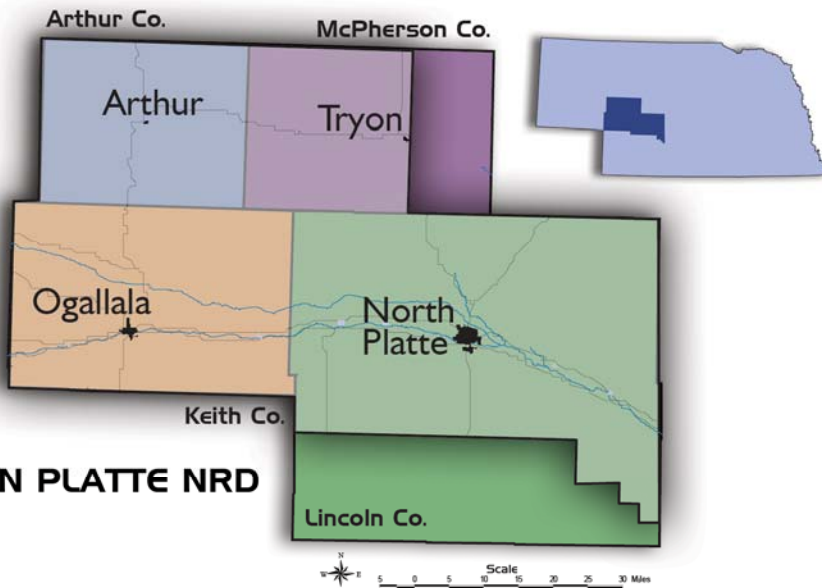 Arthur Co.
McPherson Co.
Arthur
Tryon
Ogallala
North
Platte
Keith Co.
N PLATTE NRD
Lincoln Co.
N
W E
Scale
5 0 5 10 15 20 25 30 Miles